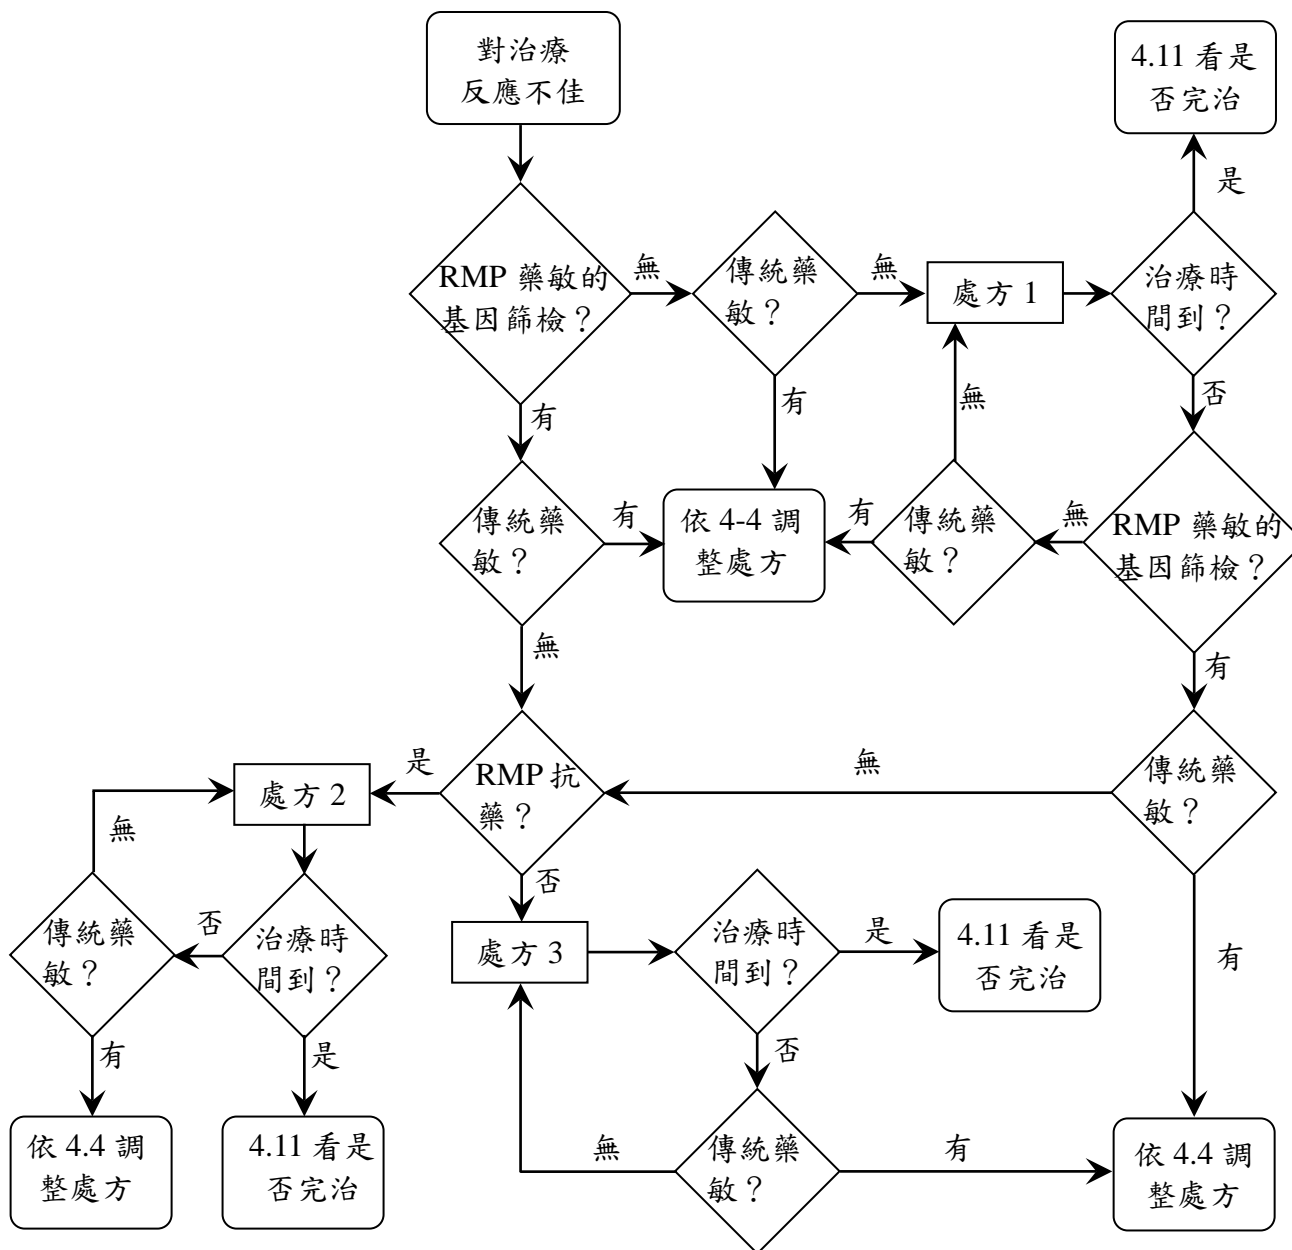 對治療
反應不佳
4.11 看是
否完治
是
RMP 藥敏的
基因篩檢？
無
傳統藥
敏？
無
處方 1
治療時
間到？
有
有
無
否
傳統藥
敏？
有
依 4-4 調
整處方
有
傳統藥
敏？
無
RMP 藥敏的
基因篩檢？
無
有
RMP 抗
藥？
是
處方 2
無
無
傳統藥
敏？
否
傳統藥
敏？
否
治療時
間到？
處方 3
治療時
間到？
是
4.11 看是
否完治
有
有
是
否
依 4.4 調
整處方
4.11 看是
否完治
無
傳統藥
敏？
有
依 4.4 調
整處方